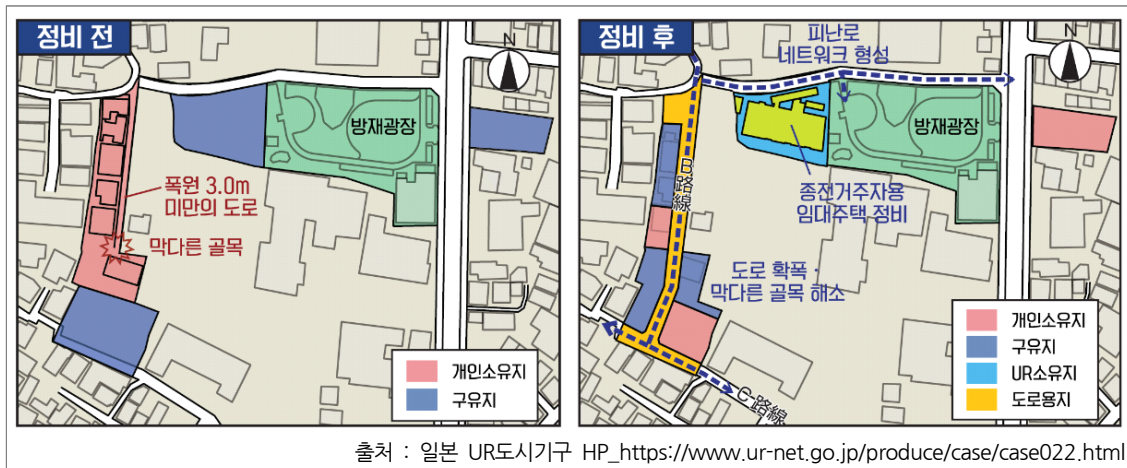 정비 전
N
방재광장
폭원 3.0m
미만의 도로
막다른 골목
개인소유지
구유지
정비 후
피난로
네트워크 형성
N
방재광장
B路線
종전거주자용
임대주택 정비
도로 확폭·
막다른 골목 해소
C路線
개인소유지
구유지
UR소유지
도로용지
출처 : 일본 UR도시기구 HP_https://www.ur-net.go.jp/produce/case/case022.html